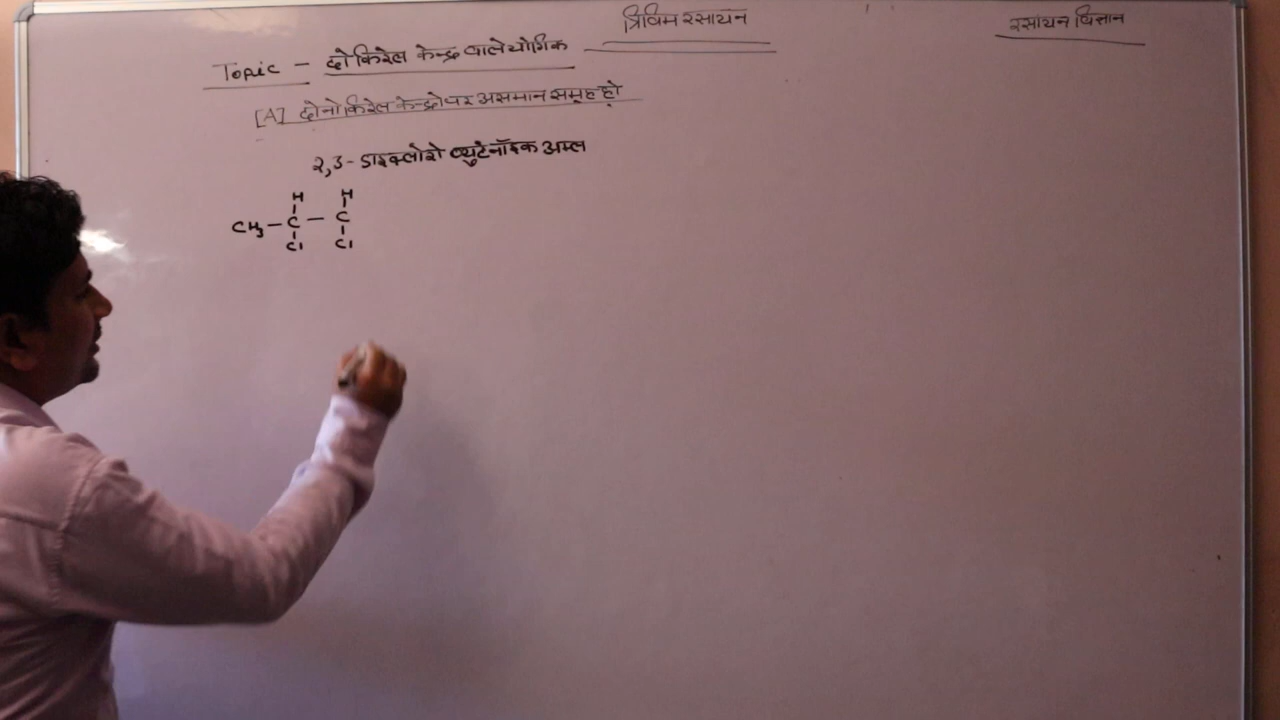 त्रिविम रसायन
रसायन विज्ञान
Topic - दो किरेल केन्द्र वाले यौगिक
[A] दोनो किरेल केन्द्रो पर असमान समूह हो
2,3- डाइक्लोरो ब्युटेनॉइक अम्ल
H H
CH3 - C - C
Cl Cl